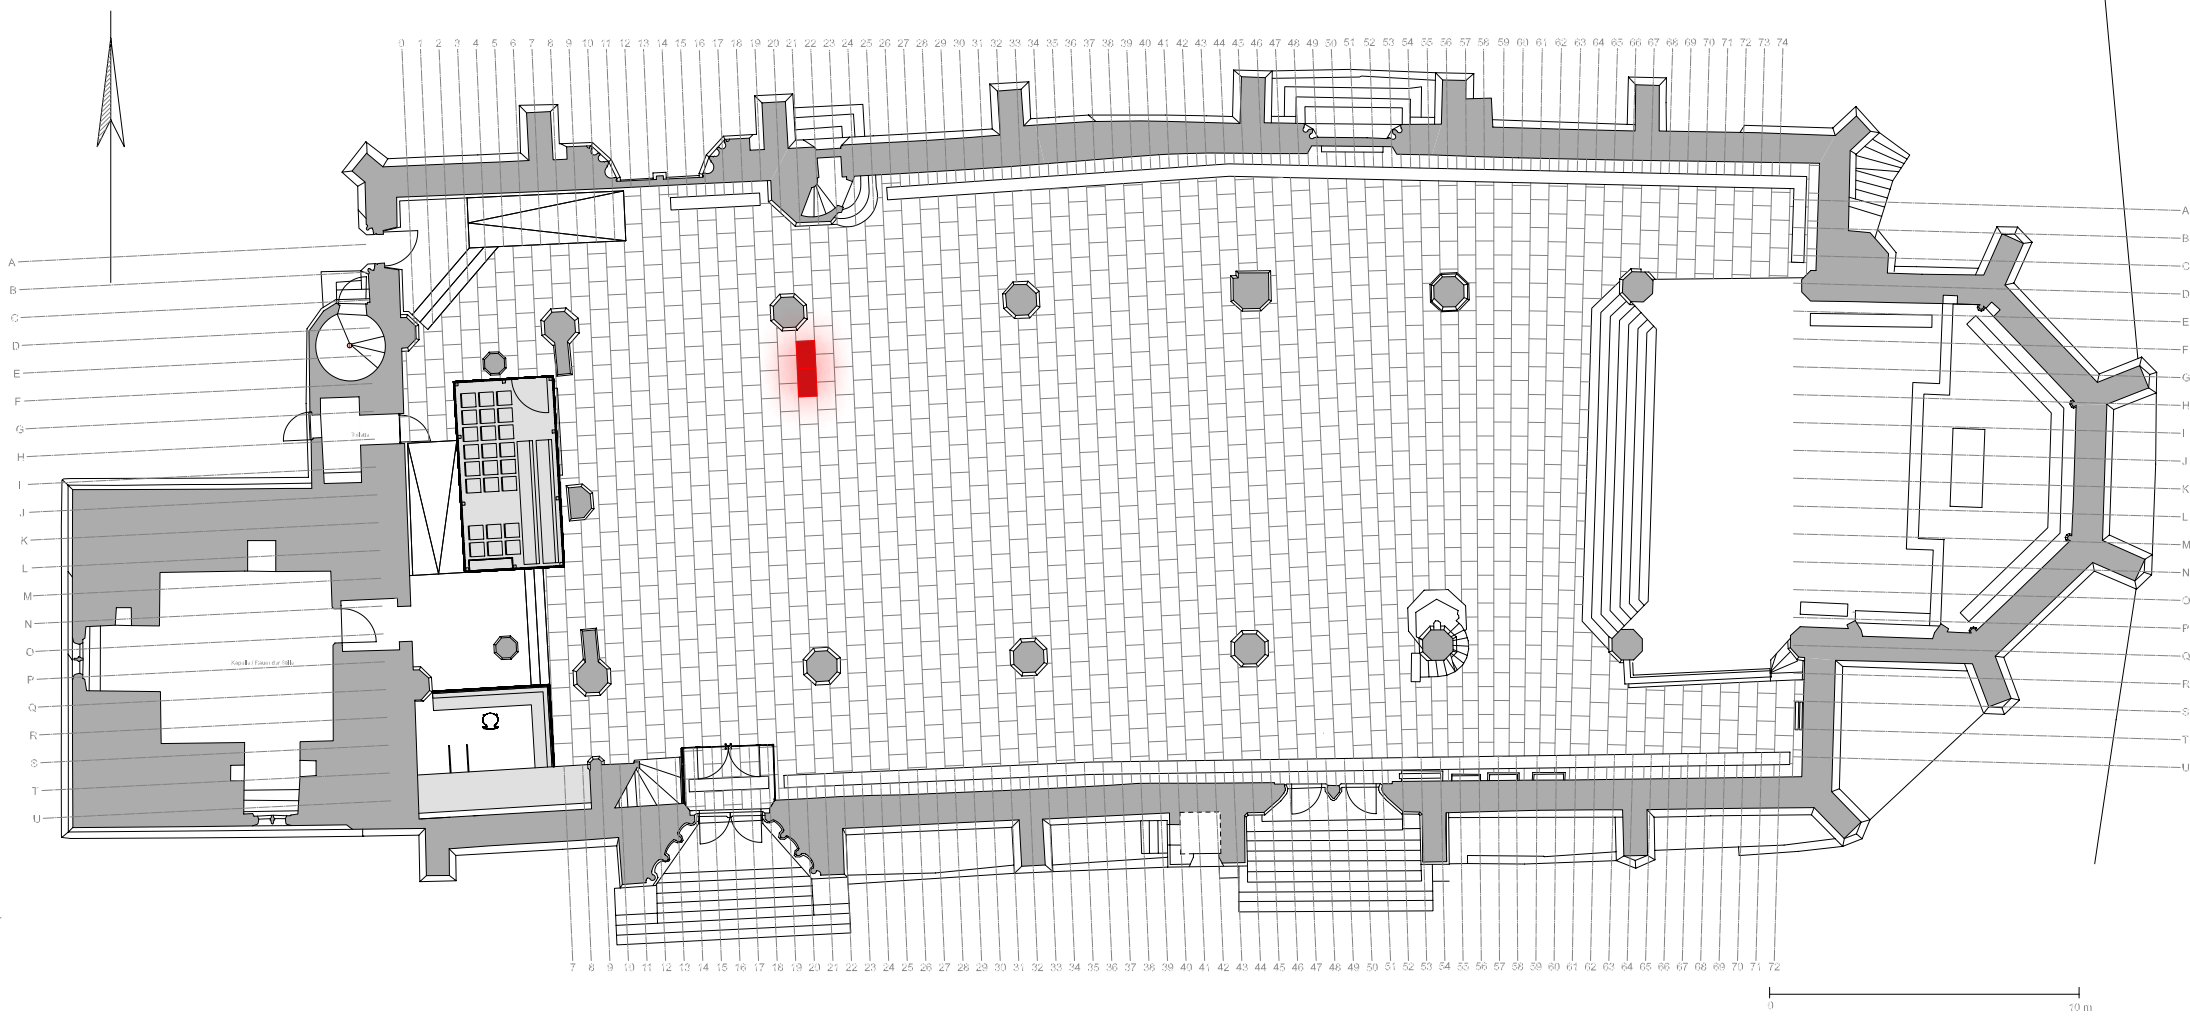 0 1 2 3 4 5 6 7 8 9 10 11 12 13 14 15 16 17 18 19 20 21 22 23 24 25 26 27 28 29 30 31 32 33 34 35 36 37 38 39 40 41 42 43 44 45 46 47 48 49 50 51 52 53 54 55 56 57 58 59 60 61 62 63 64 65 66 67 68 69 70 71 72 73 74
A
B
C
D
E
F
G
H
I
J
K
L
M
N
O
P
Q
R
S
T
U
A
B
C
D
E
F
G
H
I
J
K
L
M
N
O
P
Q
R
S
T
U
7 8 9 10 11 12 13 14 15 16 17 18 19 20 21 22 23 24 25 26 27 28 29 30 31 32 33 34 35 36 37 38 39 40 41 42 43 44 45 46 47 48 49 50 51 52 53 54 55 56 57 58 59 60 61 62 63 64 65 66 67 68 69 70 71 72
0 10 m